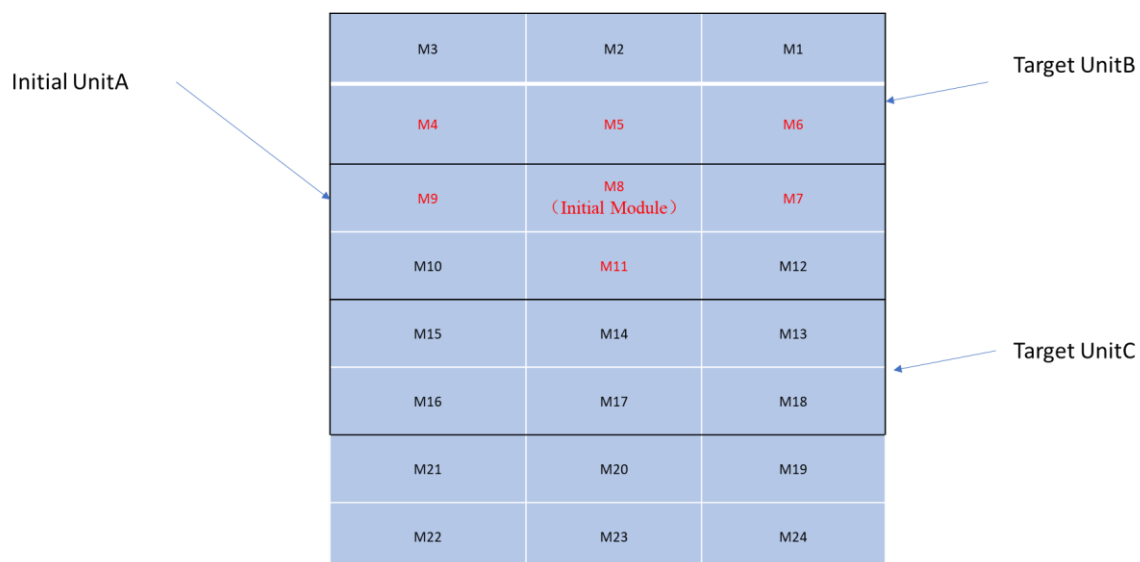 M3 M2 M1
Initial UnitA
Target UnitB
M4 M5 M6
M9 M8 M7
（Initial Module）
M10 M11 M12
M15 M14 M13
Target UnitC
M16 M17 M18
M21 M20 M19
M22 M23 M24